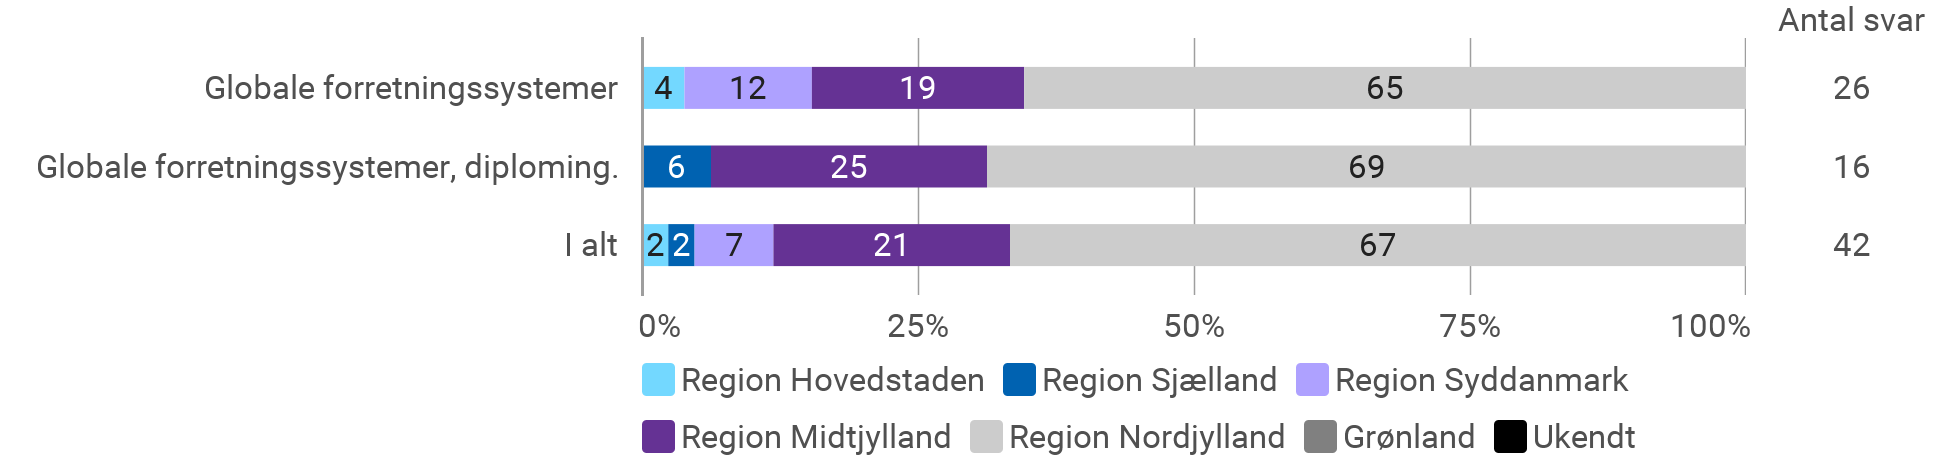 Antal svar
Globale forretningssystemer 4 12 19 65 26
Globale forretningssystemer, diploming. 6 25 69 16
I alt 2 2 7 21 67 42
0% 25% 50% 75% 100%
Region Hovedstaden Region Sjælland Region Syddanmark
Region Midtjylland Region Nordjylland Grønland Ukendt